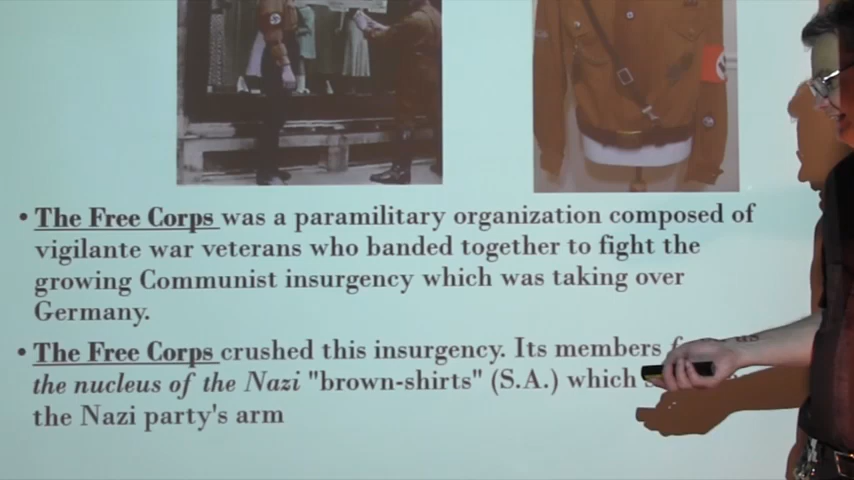 • The Free Corps was a paramilitary organization composed of
vigilante war veterans who banded together to fight the
growing Communist insurgency which was taking over
Germany.
• The Free Corps crushed this insurgency. Its members
the nucleus of the Nazi "brown-shirts" (S.A.) which
the Nazi party's arm